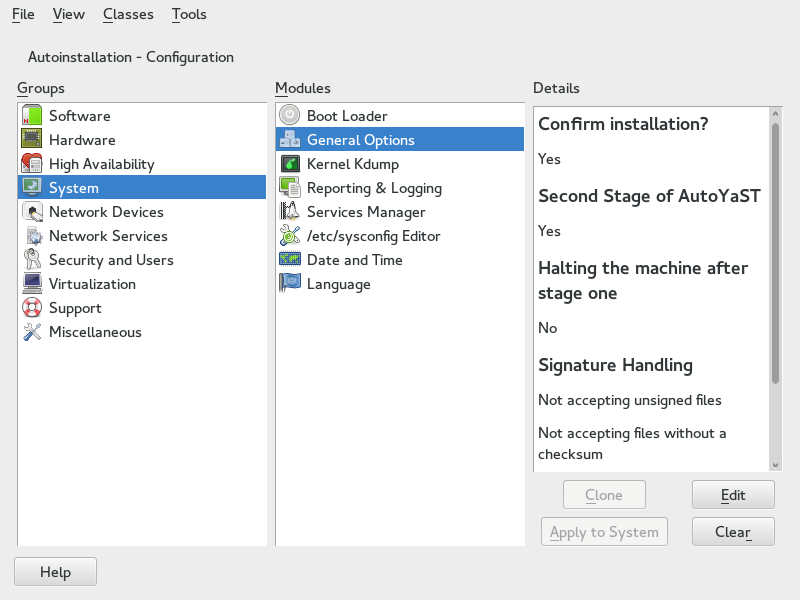 File View Classes Tools
Autoinstallation - Configuration
Groups
Software
Hardware
High Availability
System
Network Devices
Network Services
Security and Users
Virtualization
Support
Miscellaneous
Modules
Boot Loader
General Options
Kernel Kdump
Reporting & Logging
Services Manager
/etc/sysconfig Editor
Date and Time
Language
Details
Confirm installation?
Yes
Second Stage of AutoYaST
Yes
Halting the machine after
stage one
No
Signature Handling
Not accepting unsigned files
Not accepting files without a
checksum
Clone Edit
Apply to System Clear
Help